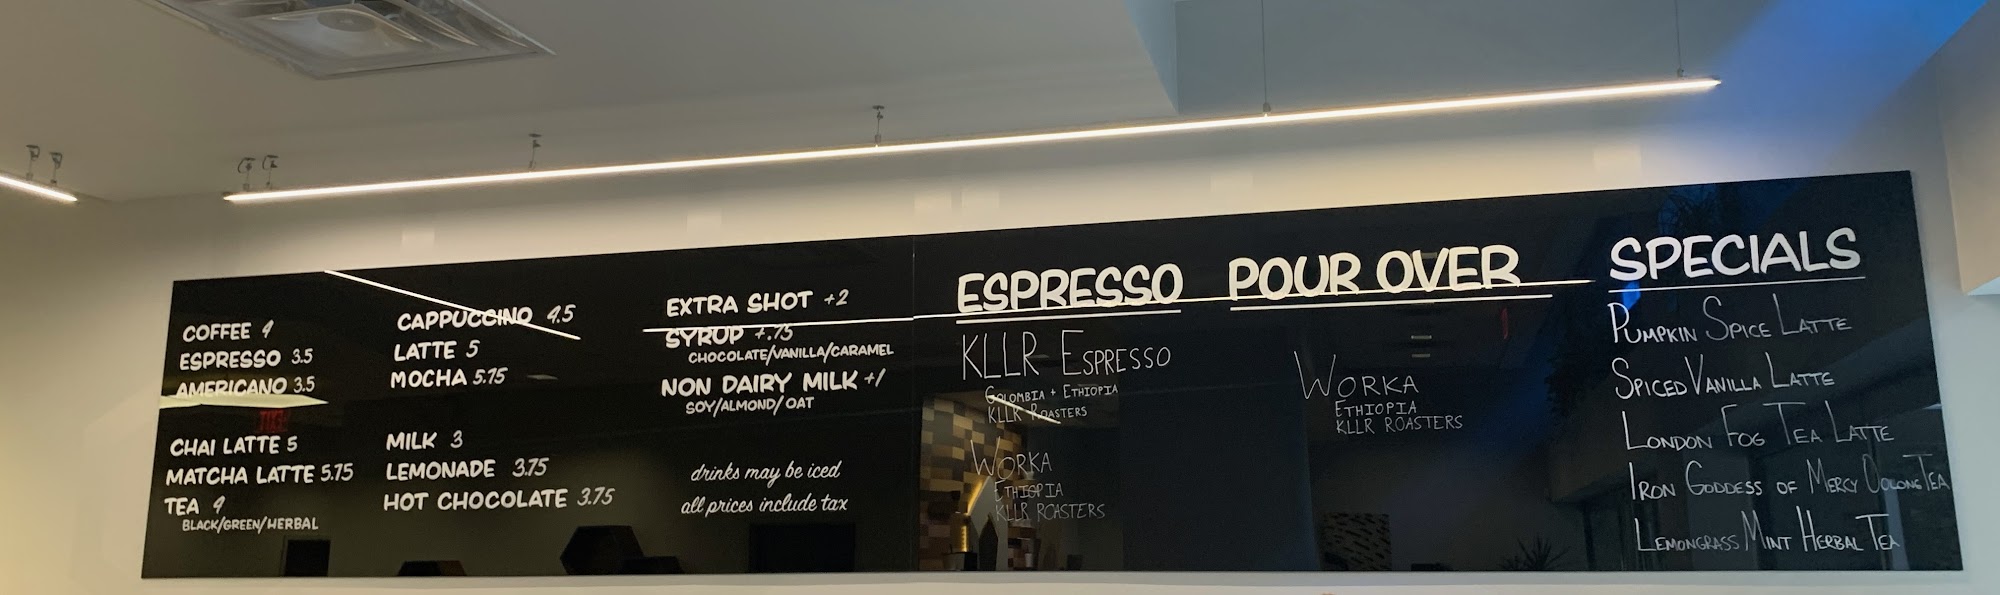 COFFEE 4
ESPRESSO 3.5
AMERICANO 3.5
CHAI LATTE 5
MATCHA LATTE 5.75
TEA 4
BLACK/GREEN/HERBAL
CAPPUCCINO 4.5
LATTE 5
MOCHA 5.75
MILK 3
LEMONADE 3.75
HOT CHOCOLATE 3.75
EXTRA SHOT +2
SYRUP +.75
CHOCOLATE/VANILLA/CARAMEL
NON DAIRY MILK +1
SOY/ALMOND/OAT
drinks may be iced
all prices include tax
ESPRESSO
KLLR ESPRESSO
COLOMBIA + ETHIOPIA
KLLR ROASTERS
WORKA
ETHIOPIA
KLLR ROASTERS
POUR OVER
WORKA
ETHIOPIA
KLLR ROASTERS
SPECIALS
PUMPKIN SPICE LATTE
SPICED VANILLA LATTE
LONDON FOG TEA LATTE
IRON GODDESS OF MERCY OOLONG TEA
LEMONGRASS MINT HERBAL TEA